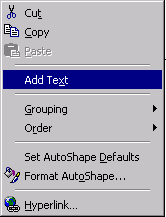 Cut
Copy
Paste
Add Text
Grouping
Order
Set AutoShape Defaults
Format AutoShape...
Hyperlink...